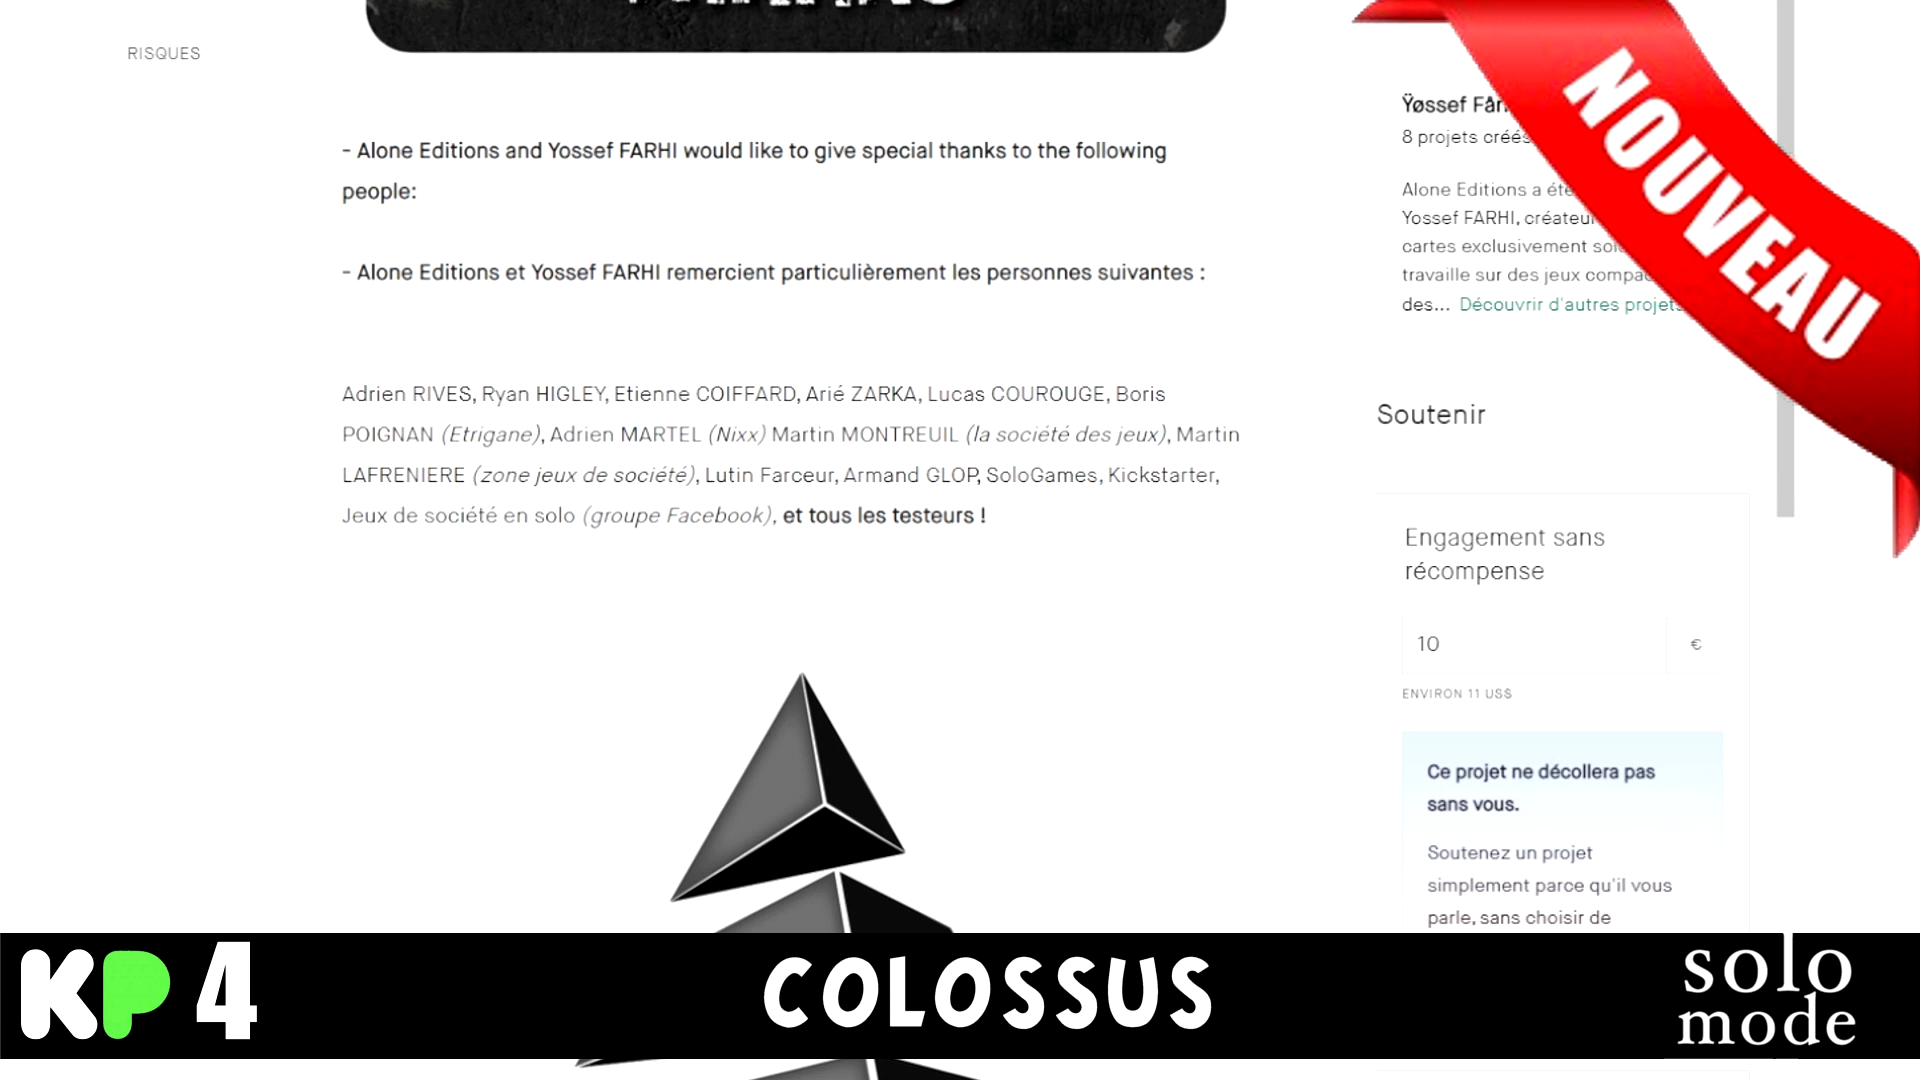 RISQUES
- Alone Editions and Yossef FARHI would like to give special thanks to the following
people:
- Alone Editions et Yossef FARHI remercient particulièrement les personnes suivantes :
Adrien RIVES, Ryan HIGLEY, Etienne COIFFARD, Arié ZARKA, Lucas COUROUGE, Boris
POIGNAN (Etrigane), Adrien MARTEL (Nixx) Martin MONTREUIL (la société des jeux), Martin
LAFRENIERE (zone jeux de société), Lutin Farceur, Armand GLOP, SoloGames, Kickstarter,
Jeux de société en solo (groupe Facebook), et tous les testeurs !
Ÿøssef
8 projets créés
Alone Editions a été
Yossef FARHI, créateur
cartes exclusivement
travaille sur des jeux
des... Découvrir d'autres projets
NOUVEAU
Soutenir
Engagement sans
récompense
10 €
ENVIRON 11 US$
Ce projet ne décollera pas
sans vous.
Soutenez un projet
simplement parce qu'il vous
parle, sans choisir de
KP 4
COLOSSUS
solo
mode